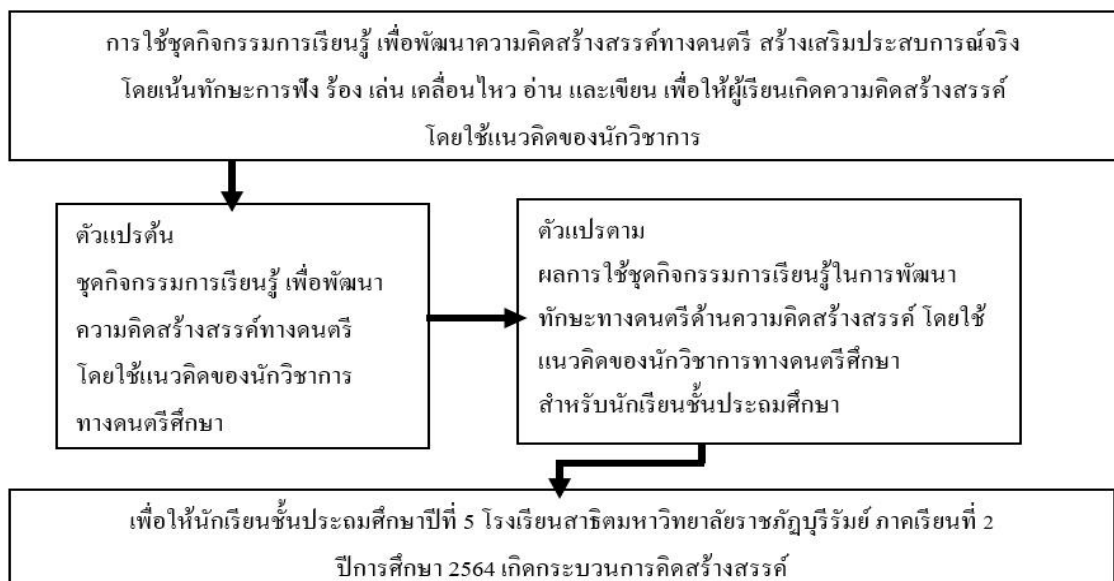 การใช้ชุดกิจกรรมการเรียนรู้ เพื่อพัฒนาความคิดสร้างสรรค์ทางดนตรี สร้างเสริมประสบการณ์จริง
โดยเน้นทักษะการฟัง ร้อง เล่น เคลื่อนไหว อ่าน และเขียน เพื่อให้ผู้เรียนเกิดความคิดสร้างสรรค์
โดยใช้แนวคิดของนักวิชาการ
ตัวแปรต้น
ชุดกิจกรรมการเรียนรู้ เพื่อพัฒนา
ความคิดสร้างสรรค์ทางดนตรี
โดยใช้แนวคิดของนักวิชาการ
ทางดนตรีศึกษา
ตัวแปรตาม
ผลการใช้ชุดกิจกรรมการเรียนรู้ในการพัฒนา
ทักษะทางดนตรีด้านความคิดสร้างสรรค์ โดยใช้
แนวคิดของนักวิชาการทางดนตรีศึกษา
สำหรับนักเรียนชั้นประถมศึกษา
เพื่อให้นักเรียนชั้นประถมศึกษาปีที่ 5 โรงเรียนสาธิตมหาวิทยาลัยราชภัฏบุรีรัมย์ ภาคเรียนที่ 2
ปีการศึกษา 2564 เกิดกระบวนการคิดสร้างสรรค์